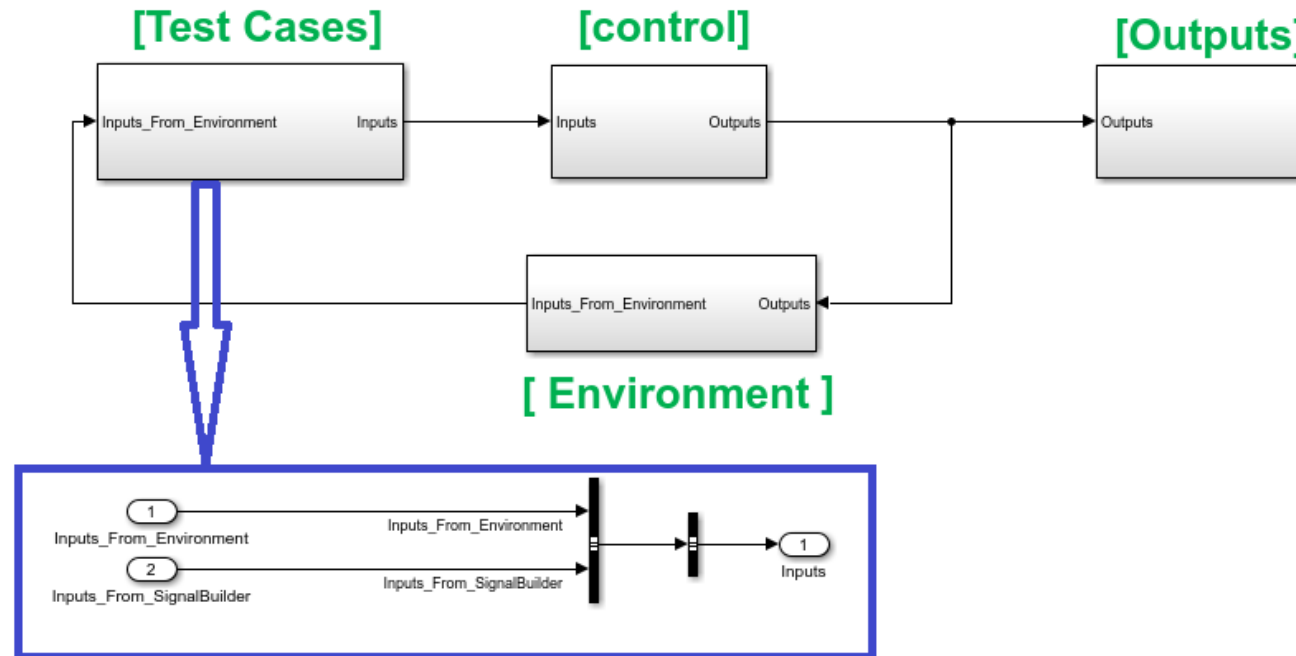 [Test Cases]
[control]
[Outputs]
Inputs_From_Environment
Inputs
Inputs
Outputs
Outputs
Inputs_From_Environment
Outputs
[ Environment ]
1
Inputs_From_Environment
Inputs_From_Environment
2
Inputs_From_SignalBuilder
Inputs_From_SignalBuilder
1
Inputs